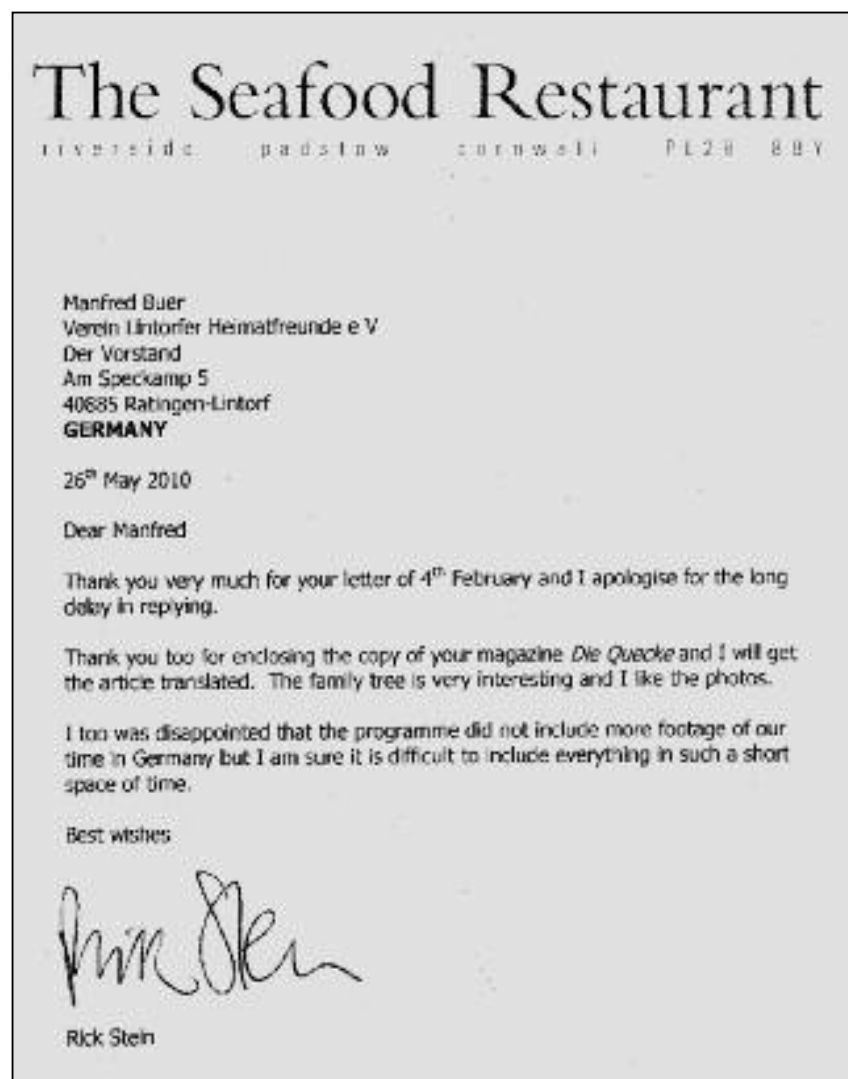 The Seafood Restaurant
riverside padstow cornwall PL28 8BY
Manfred Buer
Verein Lintorfer Heimatfreunde e V
Der Vorstand
Am Speckamp 5
40885 Ratingen-Lintorf
GERMANY
26th May 2010
Dear Manfred
Thank you very much for your letter of 4th February and I apologise for the long
delay in replying.
Thank you too for enclosing the copy of your magazine Die Quecke and I will get
the article translated. The family tree is very interesting and I like the photos.
I too was disappointed that the programme did not include more footage of our
time in Germany but I am sure it is difficult to include everything in such a short
space of time.
Best wishes
Rick Stein
Rick Stein